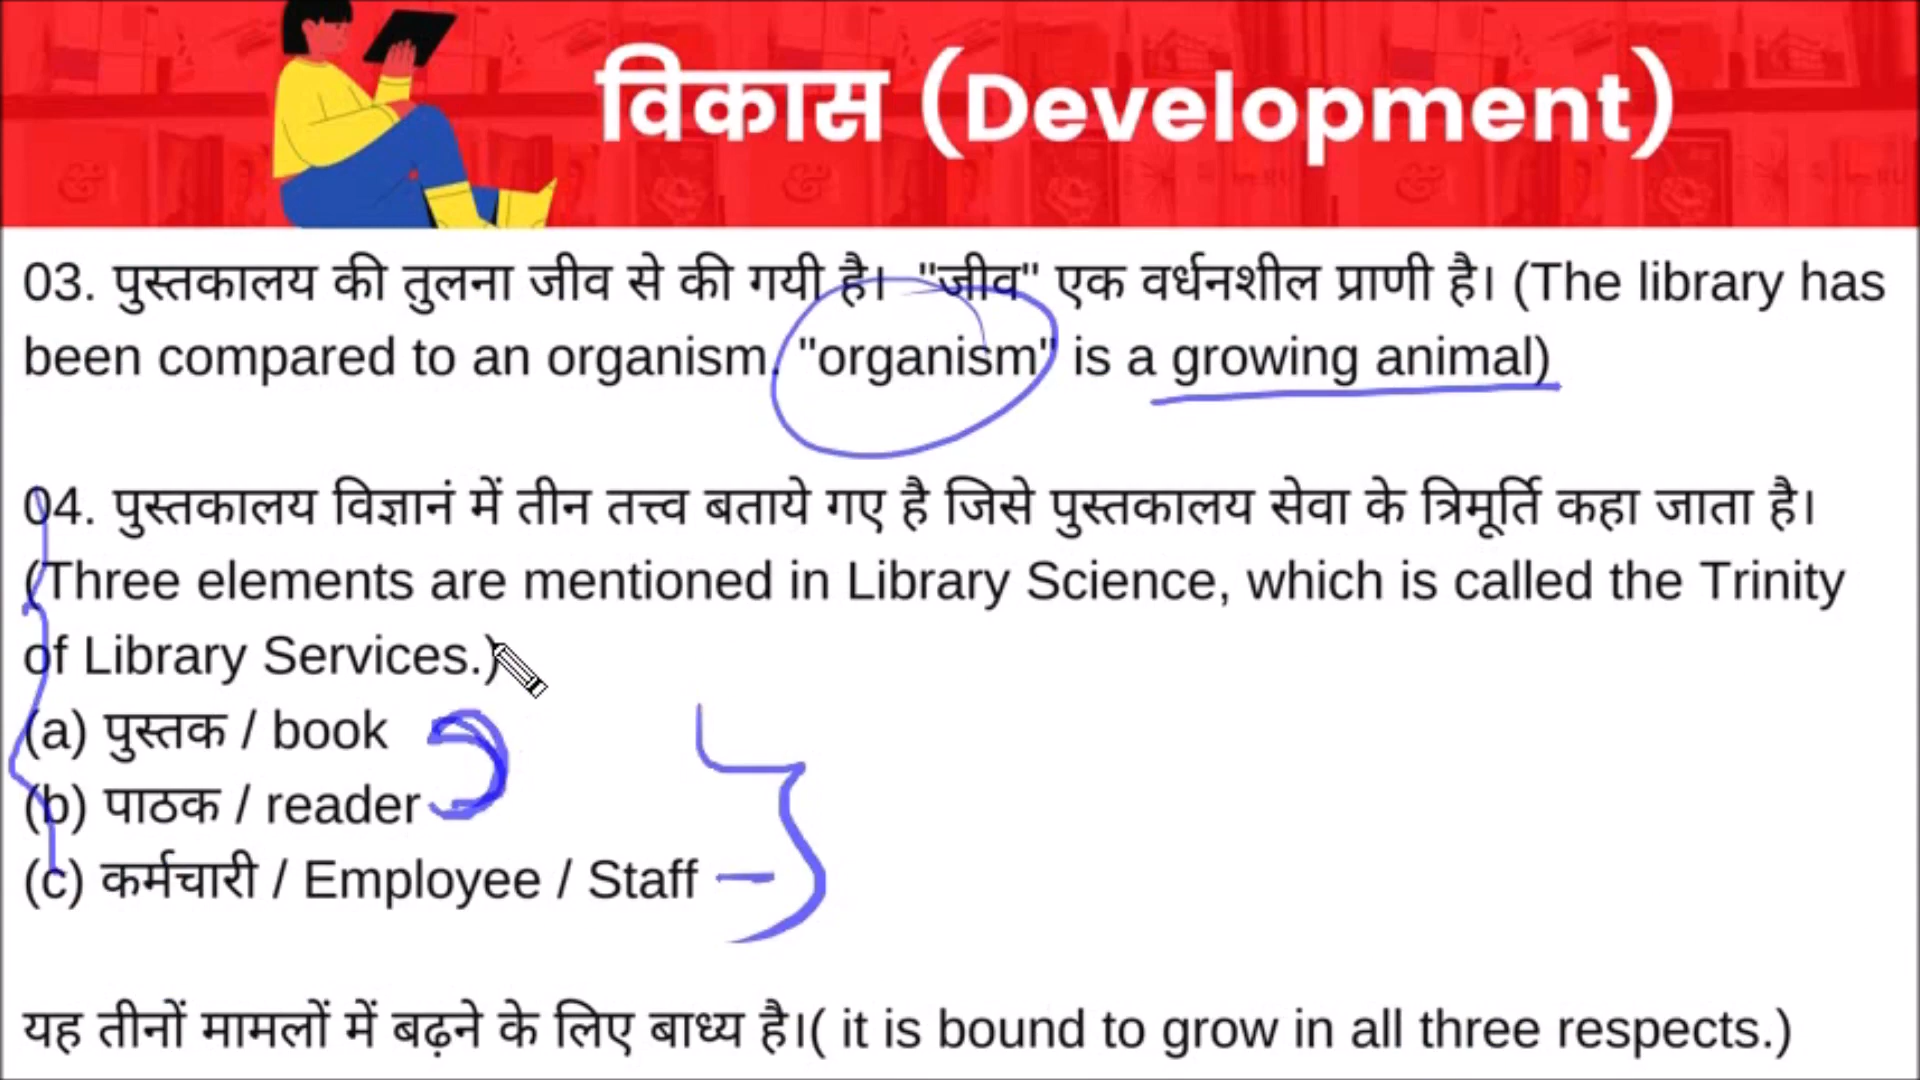 विकास (Development)
03. पुस्तकालय की तुलना जीव से की गयी है। "जीव" एक वर्धनशील प्राणी है। (The library has
been compared to an organism. "organism" is a growing animal)
04. पुस्तकालय विज्ञानं में तीन तत्त्व बताये गए है जिसे पुस्तकालय सेवा के त्रिमूर्ति कहा जाता है।
(Three elements are mentioned in Library Science, which is called the Trinity
of Library Services.)
(a) पुस्तक / book
(b) पाठक / reader
(c) कर्मचारी / Employee / Staff
यह तीनों मामलों में बढ़ने के लिए बाध्य है।( it is bound to grow in all three respects.)